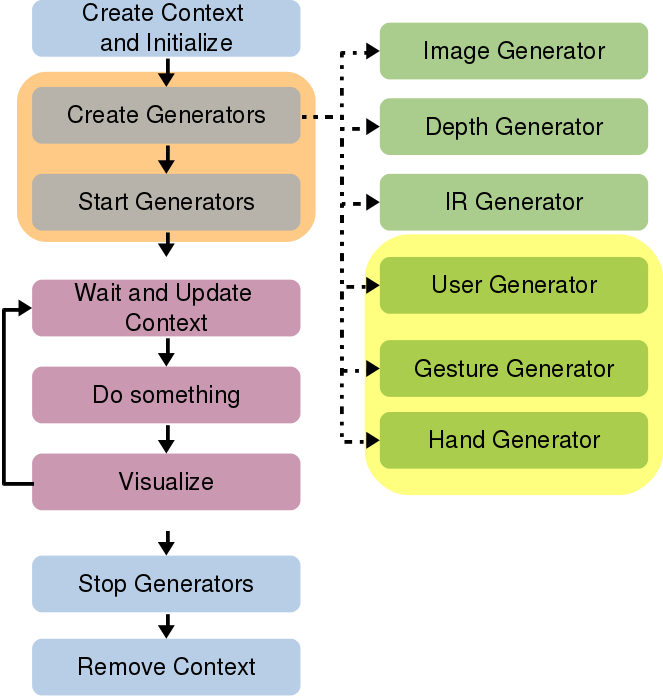 Create Context
and Initialize
Create Generators
Start Generators
Wait and Update
Context
Do something
Visualize
Stop Generators
Remove Context
Image Generator
Depth Generator
IR Generator
User Generator
Gesture Generator
Hand Generator